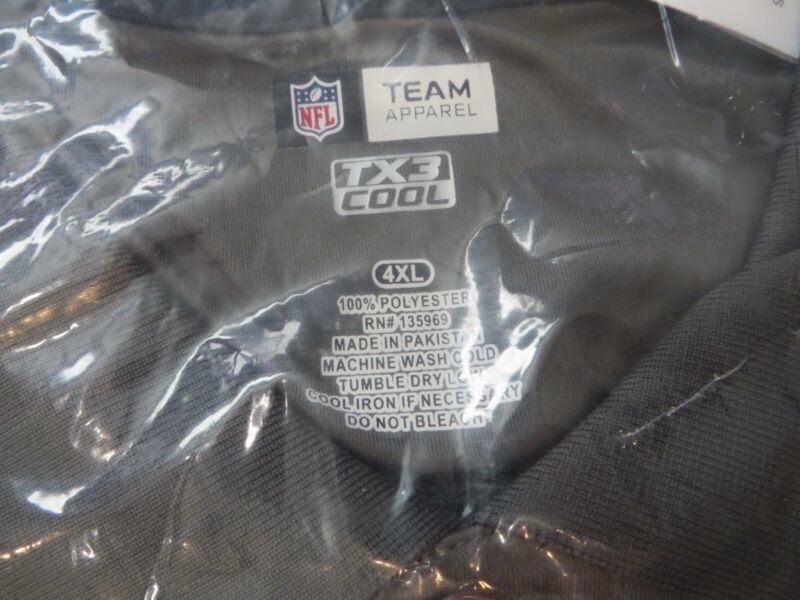 NFL
TEAM
APPAREL
TX3
COOL
4XL
100% POLYESTER
RN# 135969
MADE IN PAKISTAN
MACHINE WASH COLD
TUMBLE DRY LOW
COOL IRON IF NECESSARY
DO NOT BLEACH